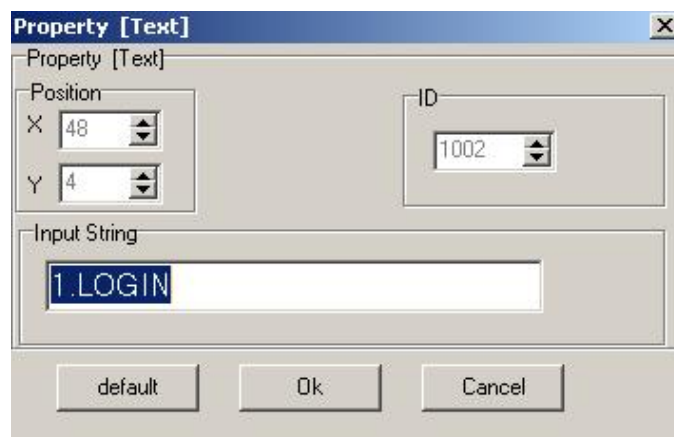 Property [Text]
Property [Text]
Position
ID
X 48
1002
Y 4
Input String
1.LOGIN
default Ok Cancel